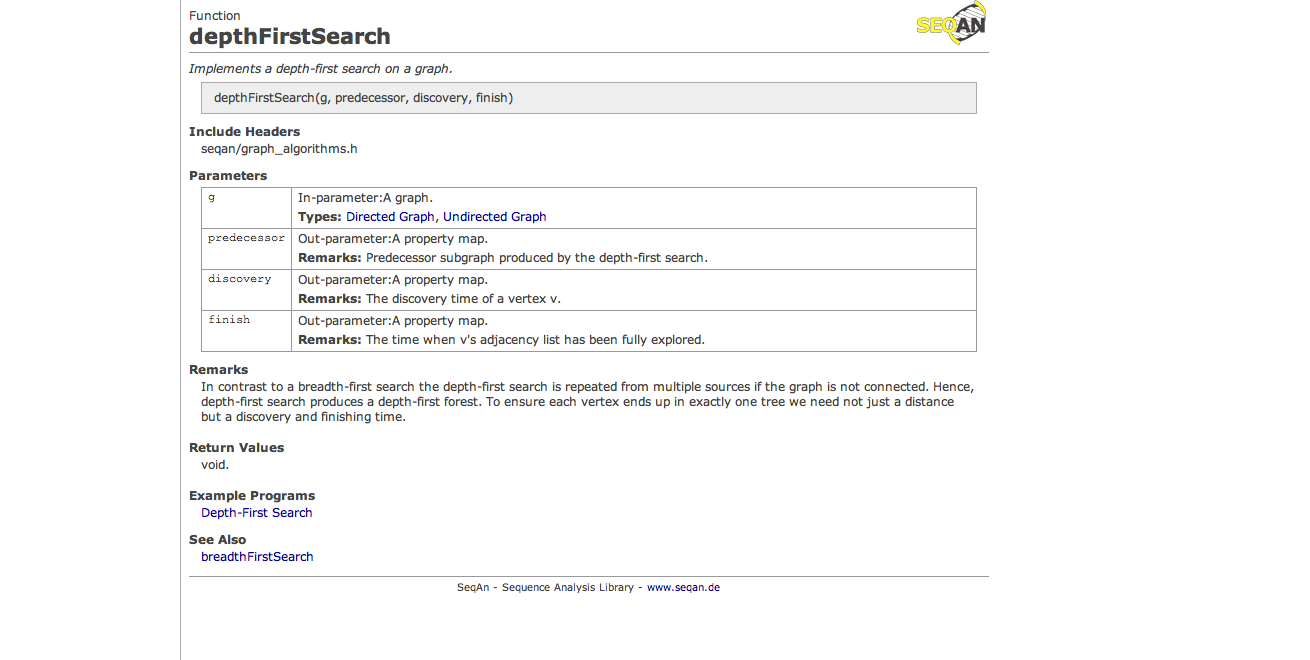 Function
depthFirstSearch
SEQAN
Implements a depth-first search on a graph.
depthFirstSearch(g, predecessor, discovery, finish)
Include Headers
seqan/graph_algorithms.h
Parameters
g
In-parameter:A graph.
Types: Directed Graph, Undirected Graph
predecessor
Out-parameter:A property map.
Remarks: Predecessor subgraph produced by the depth-first search.
discovery
Out-parameter:A property map.
Remarks: The discovery time of a vertex v.
finish
Out-parameter:A property map.
Remarks: The time when v's adjacency list has been fully explored.
Remarks
In contrast to a breadth-first search the depth-first search is repeated from multiple sources if the graph is not connected. Hence,
depth-first search produces a depth-first forest. To ensure each vertex ends up in exactly one tree we need not just a distance
but a discovery and finishing time.
Return Values
void.
Example Programs
Depth-First Search
See Also
breadthFirstSearch
SeqAn - Sequence Analysis Library - www.seqan.de